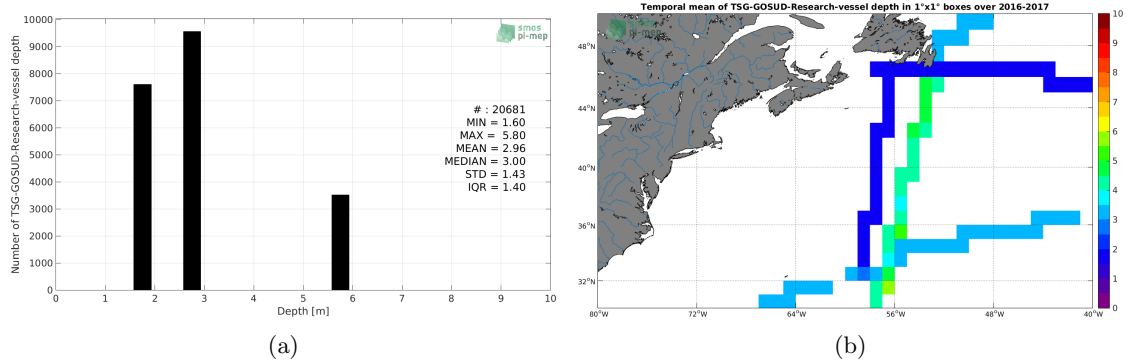 10000
9000
8000
7000
6000
5000
4000
3000
2000
1000
0
Number of TSG-GOSUD-Research-vessel depth
smos
pi-mep
# : 20681
MIN = 1.60
MAX = 5.80
MEAN = 2.96
MEDIAN = 3.00
STD = 1.43
IQR = 1.40
0 1 2 3 4 5 6 7 8 9 10
Depth [m]
(a)
Temporal mean of TSG-GOSUD-Research-vessel depth in 1°x1° boxes over 2016-2017
smos
pi-mep
48°N
44°N
40°N
36°N
32°N
80°W 72°W 64°W 56°W 48°W 40°W
10
9
8
7
6
5
4
3
2
1
0
(b)